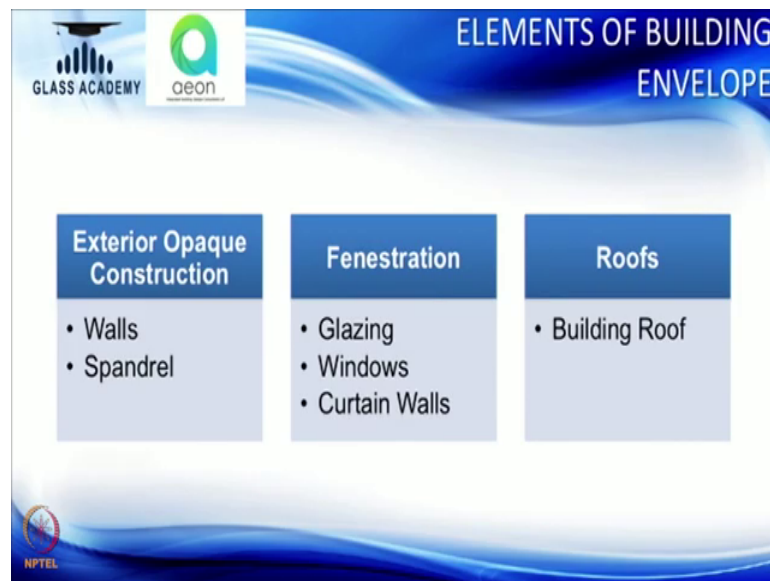 ELEMENTS OF BUILDING
ENVELOPE
GLASS ACADEMY
aeon
Exterior Opaque
Construction
• Walls
• Spandrel
Fenestration
• Glazing
• Windows
• Curtain Walls
Roofs
• Building Roof
NPTEL